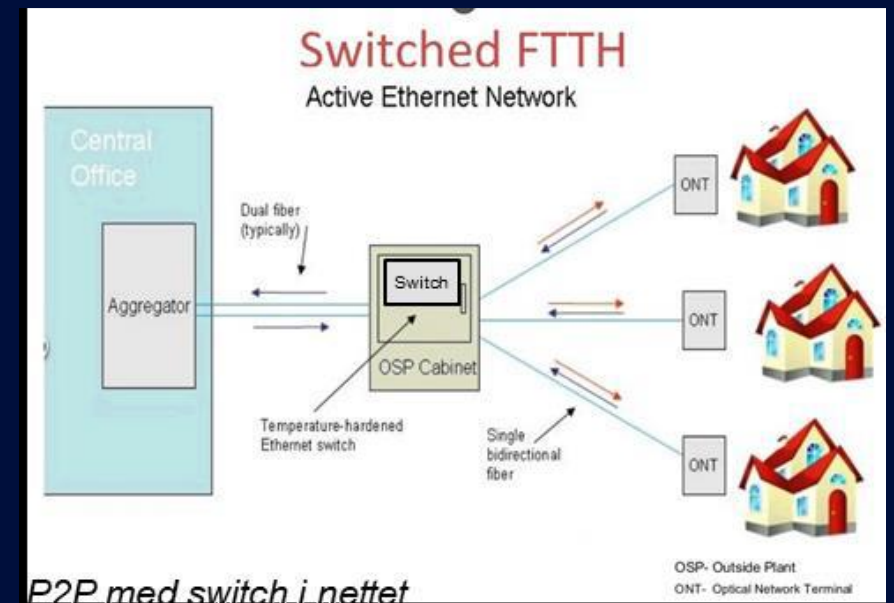 Switched FTTH
Active Ethernet Network
Central
Office
Dual fiber
(typically)
Aggregator
Switch
OSP Cabinet
Temperature-hardened
Ethernet switch
Single
bidirectional
fiber
ONT
ONT
ONT
P2P med switch i nettet
OSP- Outside Plant
ONT- Optical Network Terminal